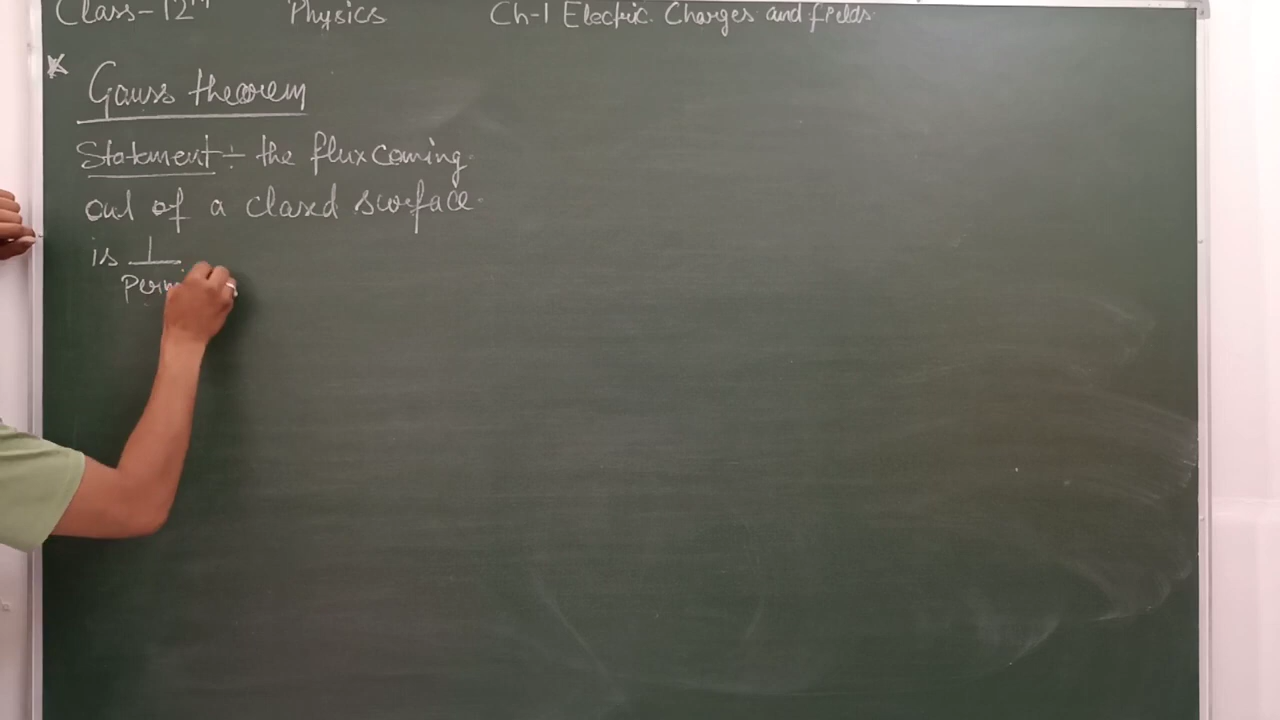 Class-12th Physics Ch-1 Electric Charges and fields
* Gauss theorem
Statement ÷ the flux coming
out of a closed surface
is 1
Perm